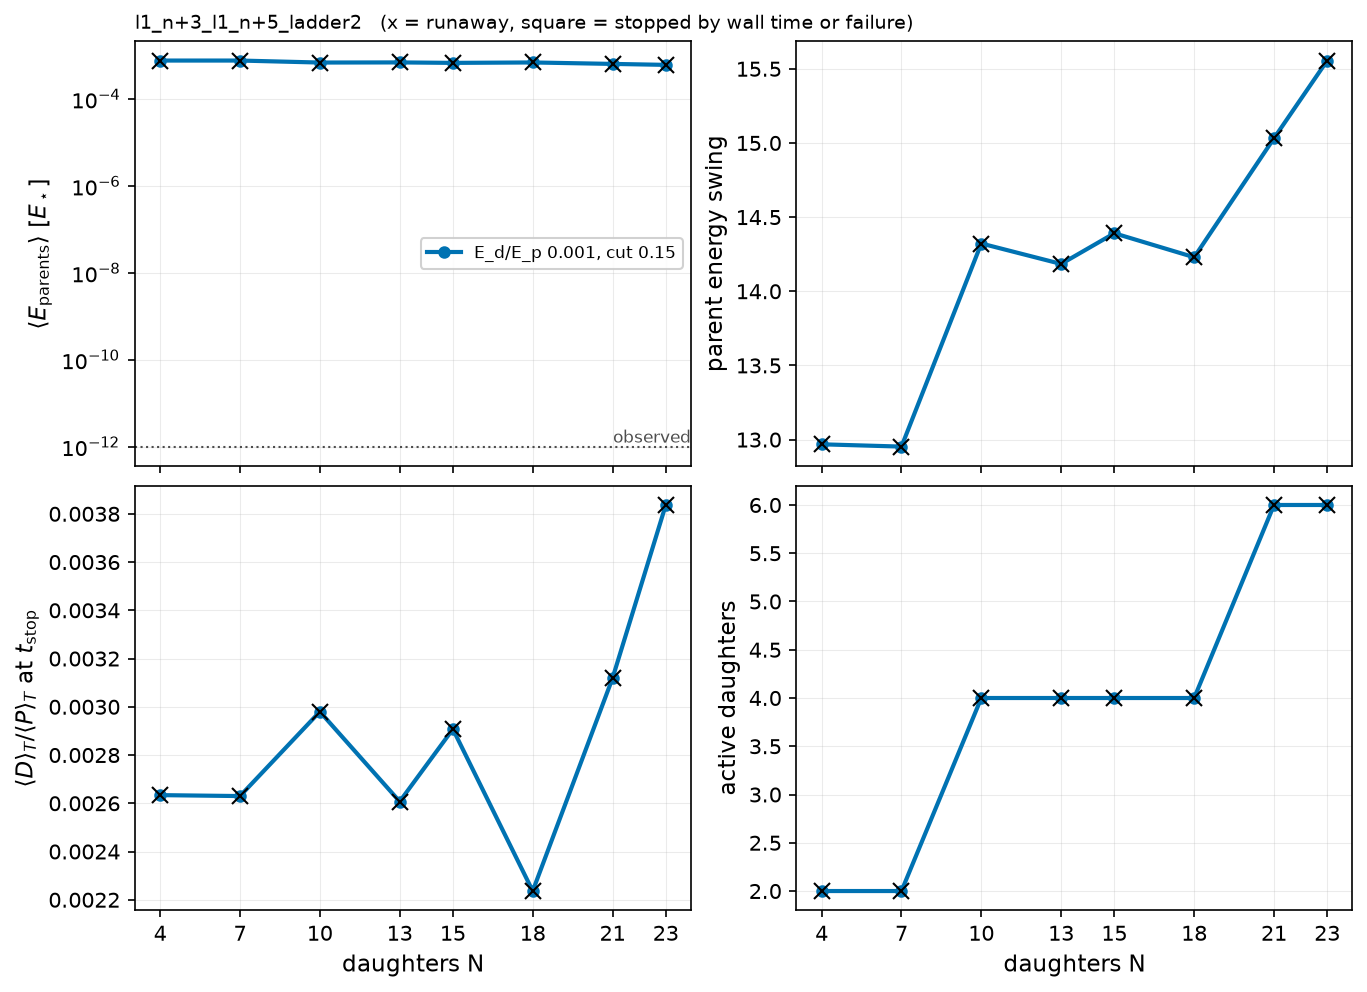 l1_n+3_l1_n+5_ladder2   (x = runaway, square = stopped by wall time or failure)
⟨E_parents⟩ [E_⋆]
10^−4
10^−6
10^−8
10^−10
10^−12
E_d/E_p 0.001, cut 0.15
observed
parent energy swing
15.5
15.0
14.5
14.0
13.5
13.0
⟨D⟩_T/⟨P⟩_T at t_stop
0.0038
0.0036
0.0034
0.0032
0.0030
0.0028
0.0026
0.0024
0.0022
4 7 10 13 15 18 21 23
daughters N
active daughters
6.0
5.5
5.0
4.5
4.0
3.5
3.0
2.5
2.0
4 7 10 13 15 18 21 23
daughters N